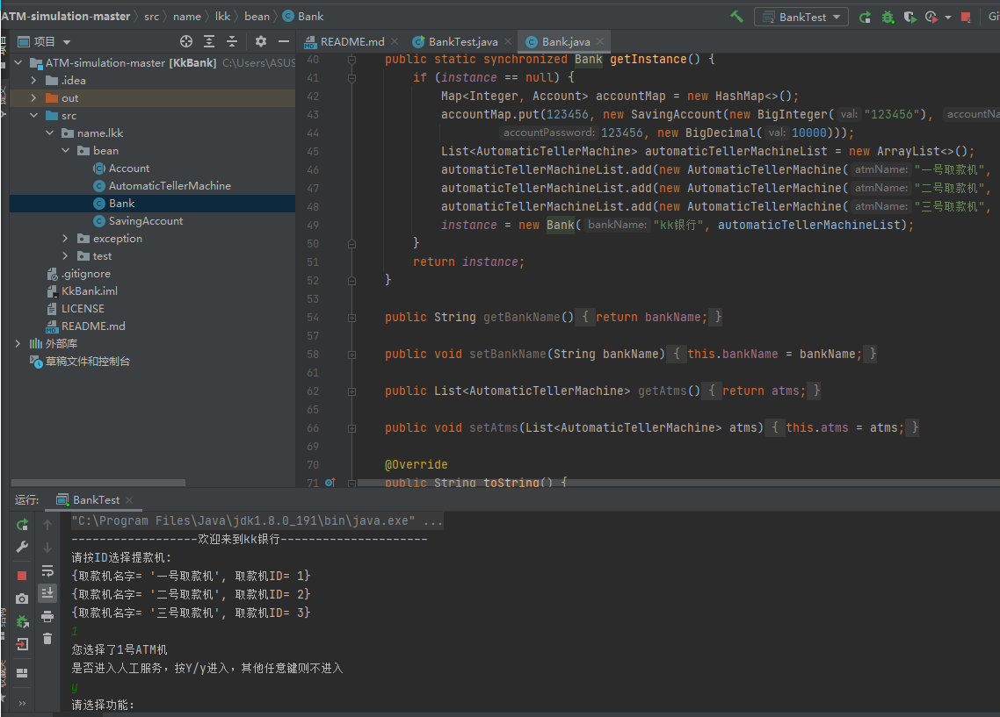 ATM-simulation-master src name lkk bean Bank BankTest Gi
项目
README.md BankTest.java Bank.java
ATM-simulation-master [KkBank] C:\Users\ASUS
.idea
out
src
name.lkk
bean
Account
AutomaticTellerMachine
Bank
SavingAccount
exception
test
.gitignore
KkBank.iml
LICENSE
README.md
外部库
草稿文件和控制台
40 public static synchronized Bank getInstance() {
41 if (instance == null) {
42 Map<Integer, Account> accountMap = new HashMap<>();
43 accountMap.put(123456, new SavingAccount(new BigInteger( val: "123456"), accountNa
44 accountPassword: 123456, new BigDecimal( val: 10000)));
45 List<AutomaticTellerMachine> automaticTellerMachineList = new ArrayList<>();
46 automaticTellerMachineList.add(new AutomaticTellerMachine( atmName: "一号取款机",
47 automaticTellerMachineList.add(new AutomaticTellerMachine( atmName: "二号取款机",
48 automaticTellerMachineList.add(new AutomaticTellerMachine( atmName: "三号取款机",
49 instance = new Bank( bankName: "kk银行", automaticTellerMachineList);
50 }
51 return instance;
52 }
53
54 public String getBankName() { return bankName; }
57
58 public void setBankName(String bankName) { this.bankName = bankName; }
61
62 public List<AutomaticTellerMachine> getAtms() { return atms; }
65
66 public void setAtms(List<AutomaticTellerMachine> atms) { this.atms = atms; }
69
70 @Override
71 public String toString() {
运行: BankTest
"C:\Program Files\Java\jdk1.8.0_191\bin\java.exe" ...
------------------欢迎来到kk银行---------------------
请按ID选择提款机:
{取款机名字= '一号取款机', 取款机ID= 1}
{取款机名字= '二号取款机', 取款机ID= 2}
{取款机名字= '三号取款机', 取款机ID= 3}
1
您选择了1号ATM机
是否进入人工服务，按Y/y进入，其他任意键则不进入
y
请选择功能: